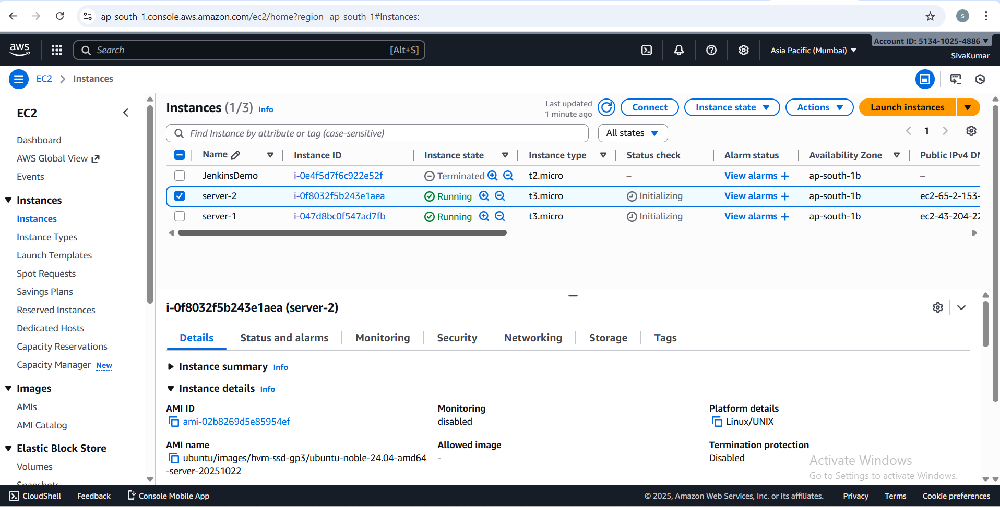 ap-south-1.console.aws.amazon.com/ec2/home?region=ap-south-1#Instances:
S
aws
Search
[Alt+S]
Asia Pacific (Mumbai)
Account ID: 5134-1025-4886
SivaKumar
EC2
Instances
EC2
Dashboard
AWS Global View
Events
Instances
Instances
Instance Types
Launch Templates
Spot Requests
Savings Plans
Reserved Instances
Dedicated Hosts
Capacity Reservations
Capacity Manager New
Images
AMIs
AMI Catalog
Elastic Block Store
Volumes
Snapshots
Instances (1/3) Info
Last updated
1 minute ago
Connect
Instance state
Actions
Launch instances
Find Instance by attribute or tag (case-sensitive)
All states
1
Name Instance ID Instance state Instance type Status check Alarm status Availability Zone Public IPv4 DN
JenkinsDemo i-0e4f5d7f6c922e52f Terminated t2.micro – View alarms + ap-south-1b –
server-2 i-0f8032f5b243e1aea Running t3.micro Initializing View alarms + ap-south-1b ec2-65-2-153-
server-1 i-047d8bc0f547ad7fb Running t3.micro Initializing View alarms + ap-south-1b ec2-43-204-22
i-0f8032f5b243e1aea (server-2)
Details Status and alarms Monitoring Security Networking Storage Tags
Instance summary Info
Instance details Info
AMI ID
ami-02b8269d5e85954ef
AMI name
ubuntu/images/hvm-ssd-gp3/ubuntu-noble-24.04-amd64
-server-20251022
Monitoring
disabled
Allowed image
-
Platform details
Linux/UNIX
Termination protection
Disabled
Activate Windows
Go to Settings to activate Windows.
CloudShell Feedback Console Mobile App © 2025, Amazon Web Services, Inc. or its affiliates. Privacy Terms Cookie preferences